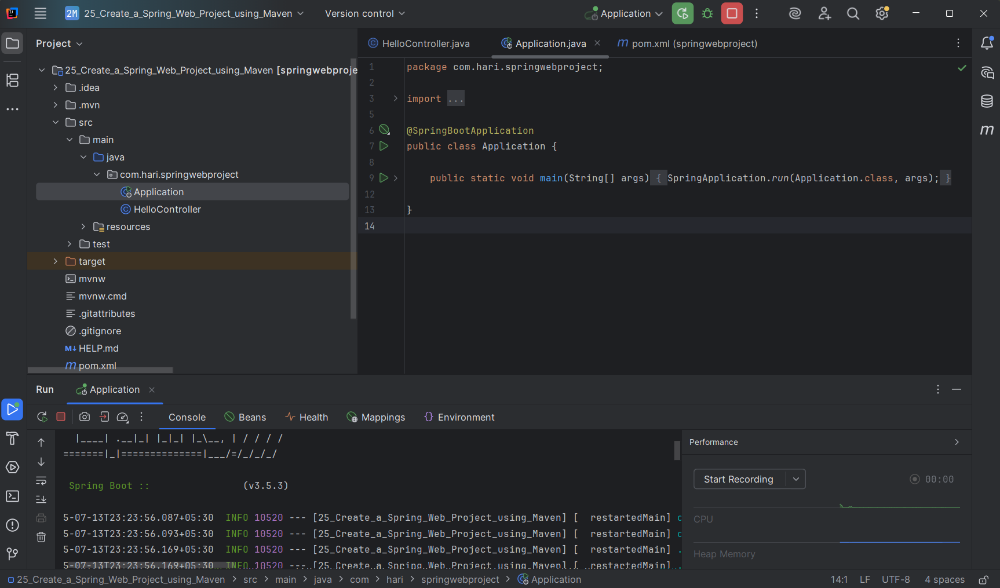 2M 25_Create_a_Spring_Web_Project_using_Maven Version control Application
Project
25_Create_a_Spring_Web_Project_using_Maven [springwebproje
.idea
.mvn
src
main
java
com.hari.springwebproject
Application
HelloController
resources
test
target
mvnw
mvnw.cmd
.gitattributes
.gitignore
M↓ HELP.md
m pom.xml
HelloController.java Application.java m pom.xml (springwebproject)
1 package com.hari.springwebproject;
2
3 import ...
5
6 @SpringBootApplication
7 public class Application {
8
9 public static void main(String[] args) { SpringApplication.run(Application.class, args); }
12
13 }
14
m
Run Application
Console Beans Health Mappings Environment
|____| .__|_| |_|_| |_\__, | / / / /
=======|_|==============|___/=/_/_/_/
Spring Boot :: (v3.5.3)
5-07-13T23:23:56.087+05:30 INFO 10520 --- [25_Create_a_Spring_Web_Project_using_Maven] [ restartedMain] c
5-07-13T23:23:56.093+05:30 INFO 10520 --- [25_Create_a_Spring_Web_Project_using_Maven] [ restartedMain] c
5-07-13T23:23:56.169+05:30 INFO 10520 --- [25_Create_a_Spring_Web_Project_using_Maven] [ restartedMain] .
5-07-13T23:23:56.169+05:30 INFO 10520 --- [25_Create_a_Spring_Web_Project_using_Maven] [ restartedMain] .
Performance
Start Recording 00:00
CPU
Heap Memory
25_Create_a_Spring_Web_Project_using_Maven > src > main > java > com > hari > springwebproject > Application 14:1 LF UTF-8 4 spaces